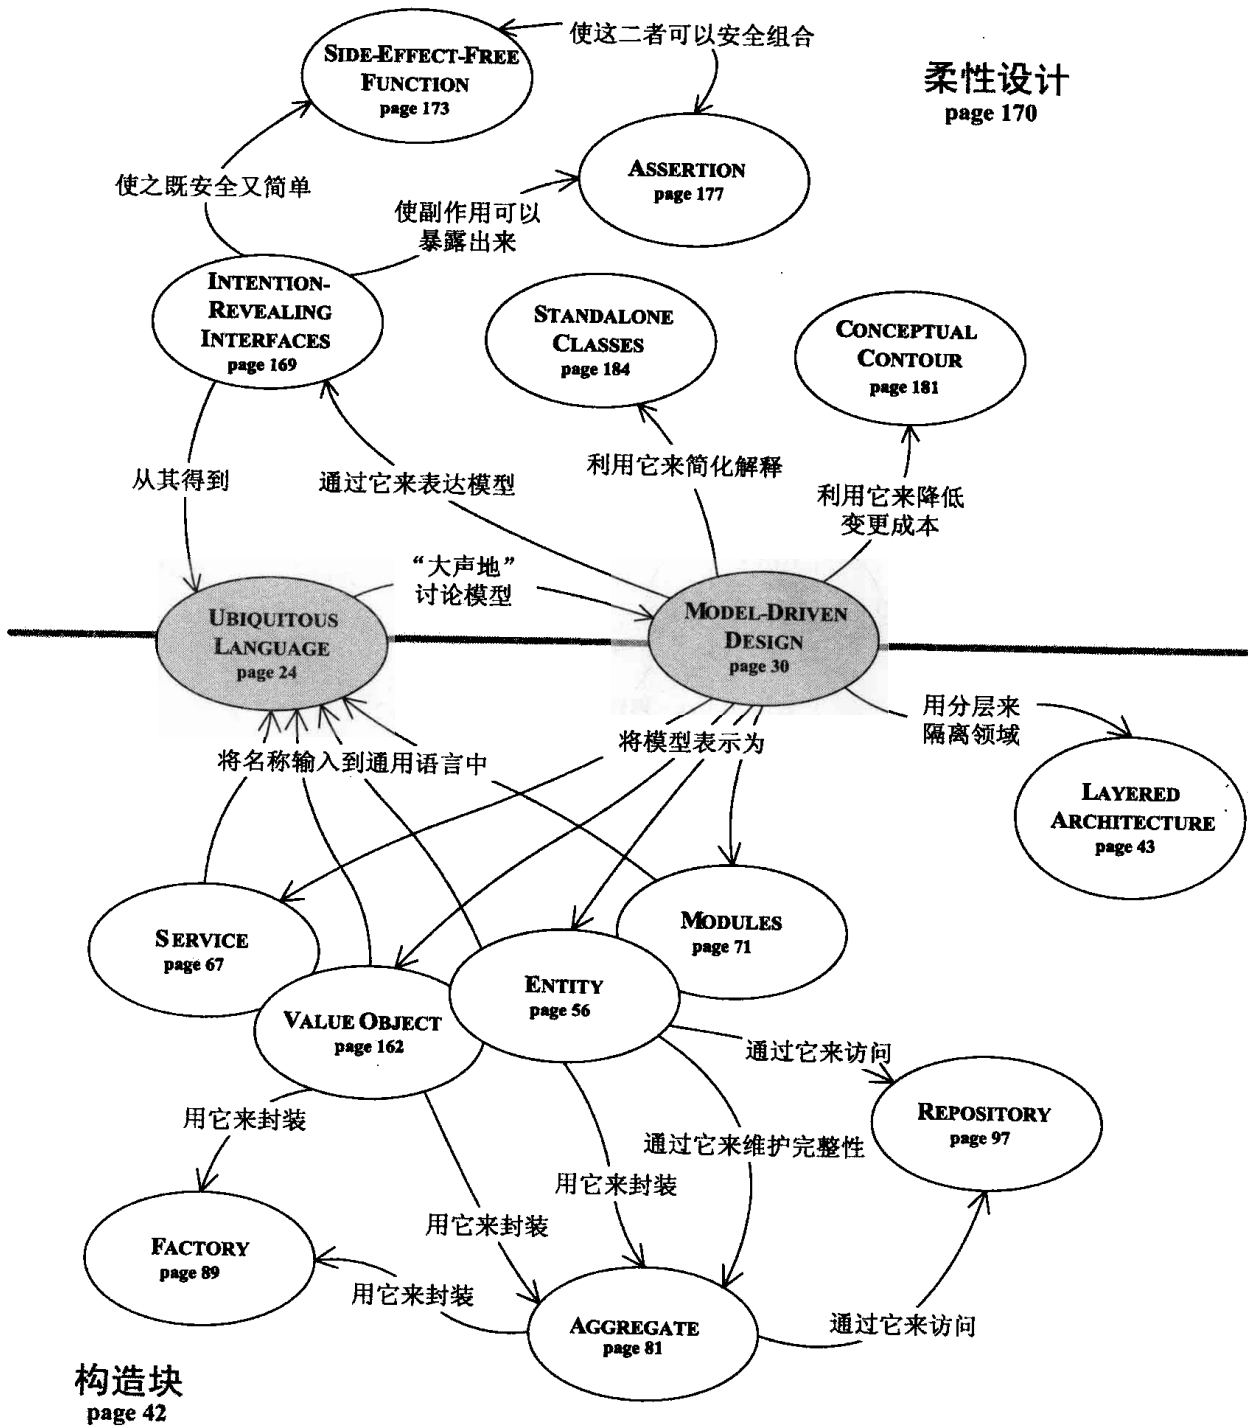 使这二者可以安全组合
SIDE-EFFECT-FREE
FUNCTION
page 173
柔性设计
page 170
ASSERTION
page 177
使之既安全又简单
使副作用可以
暴露出来
INTENTION-
REVEALING
INTERFACES
page 169
STANDALONE
CLASSES
page 184
CONCEPTUAL
CONTOUR
page 181
从其得到
通过它来表达模型
利用它来简化解释
利用它来降低
变更成本
“大声地”
讨论模型
UBIQUITOUS
LANGUAGE
page 24
MODEL-DRIVEN
DESIGN
page 30
用分层来
隔离领域
将名称输入到通用语言中
将模型表示为
LAYERED
ARCHITECTURE
page 43
SERVICE
page 67
MODULES
page 71
ENTITY
page 56
VALUE OBJECT
page 162
通过它来访问
REPOSITORY
page 97
用它来封装
通过它来维护完整性
用它来封装
用它来封装
FACTORY
page 89
用它来封装
AGGREGATE
page 81
通过它来访问
构造块
page 42